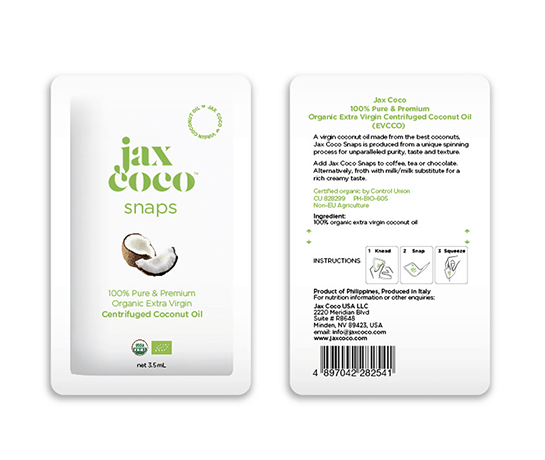 JAX COCO ♥ VIRGIN COCONUT OIL ♥
jax
coco™
snaps
100% Pure & Premium
Organic Extra Virgin
Centrifuged Coconut Oil
net 3.5mL
Jax Coco
100% Pure & Premium
Organic Extra Virgin Centrifuged Coconut Oil
(EVCCO)
A virgin coconut oil made from the best coconuts,
Jax Coco Snaps is produced from a unique spinning
process for unparalleled purity, taste and texture.
Add Jax Coco Snaps to coffee, tea or chocolate.
Alternatively, froth with milk/milk substitute for a
rich creamy taste.
Certified organic by Control Union
CU 828299 PH-BIO-605
Non-EU Agriculture
Ingredient:
100% organic extra virgin coconut oil
INSTRUCTIONS
1 Knead
2 Snap
3 Squeeze
Product of Philippines, Produced in Italy
For nutrition information or other enquiries:
Jax Coco USA LLC
2220 Meridian Blvd
Suite # R8648
Minden, NV 89423, USA
email: info@jaxcoco.com
www.jaxcoco.com
4 897042 282541